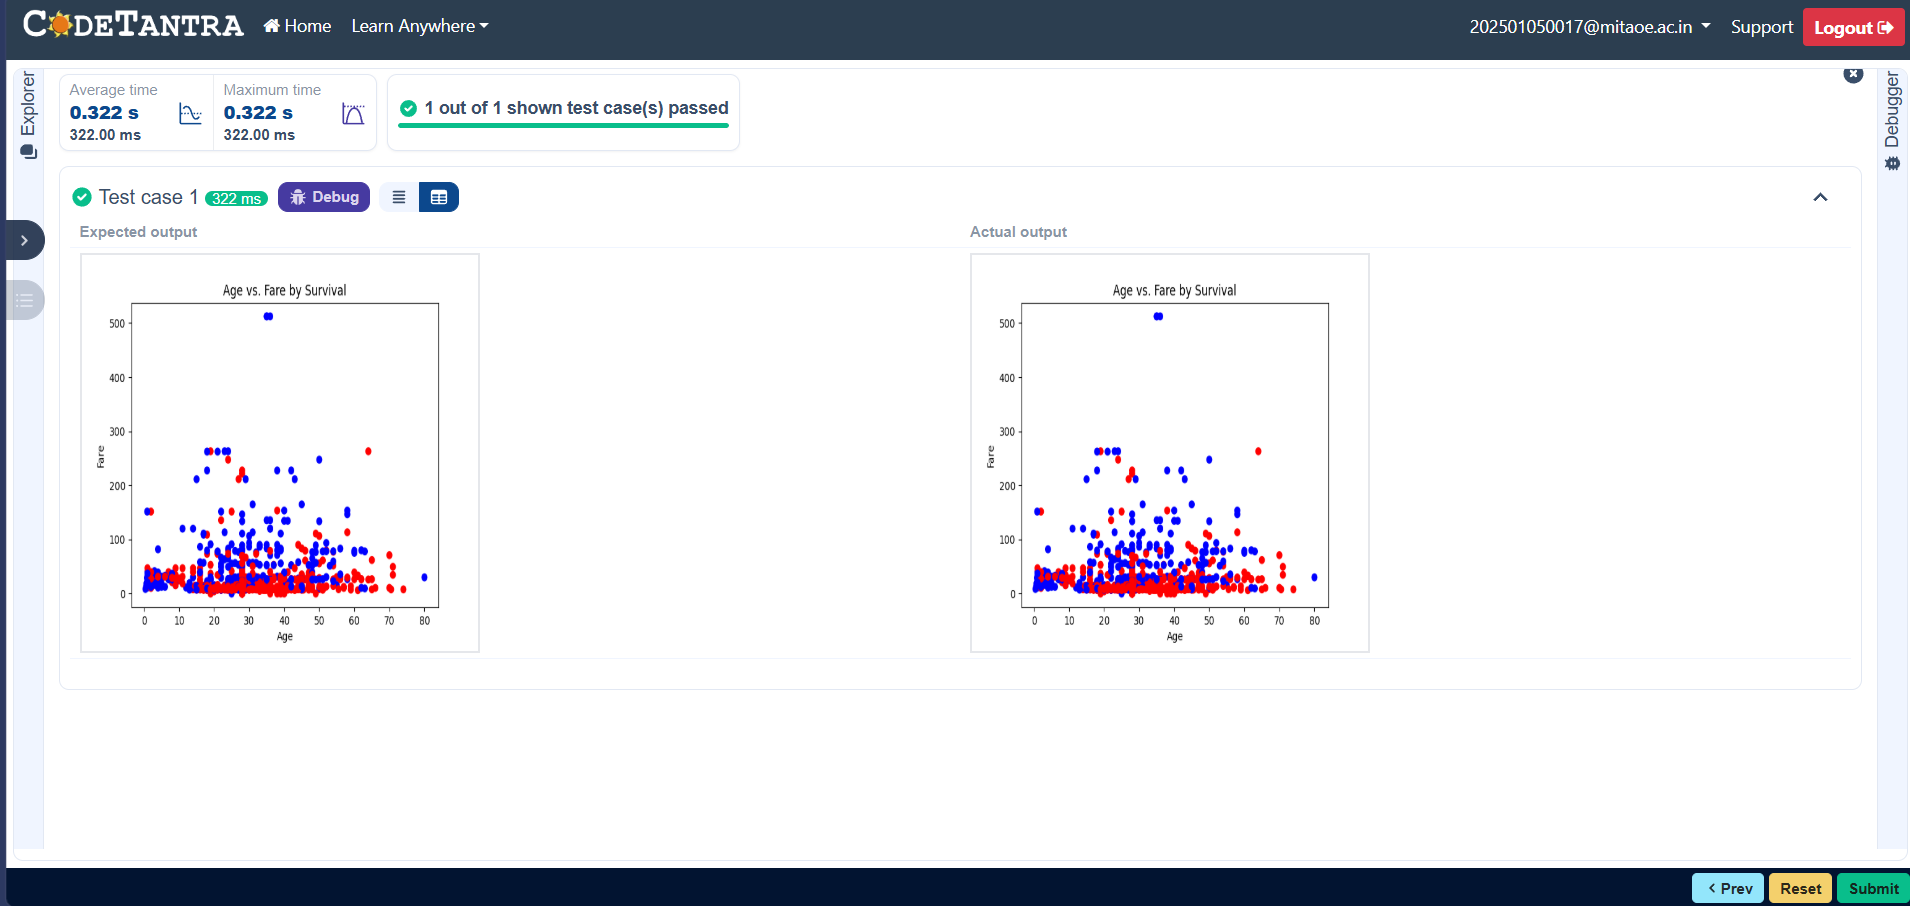 CODETANTRA Home Learn Anywhere 202501050017@mitaoe.ac.in Support Logout
Explorer
Debugger
Average time
0.322 s
322.00 ms
Maximum time
0.322 s
322.00 ms
1 out of 1 shown test case(s) passed
Test case 1 322 ms Debug
Expected output
Age vs. Fare by Survival
500
400
300
200
100
0
Fare
0 10 20 30 40 50 60 70 80
Age
Actual output
Age vs. Fare by Survival
500
400
300
200
100
0
Fare
0 10 20 30 40 50 60 70 80
Age
Prev Reset Submit